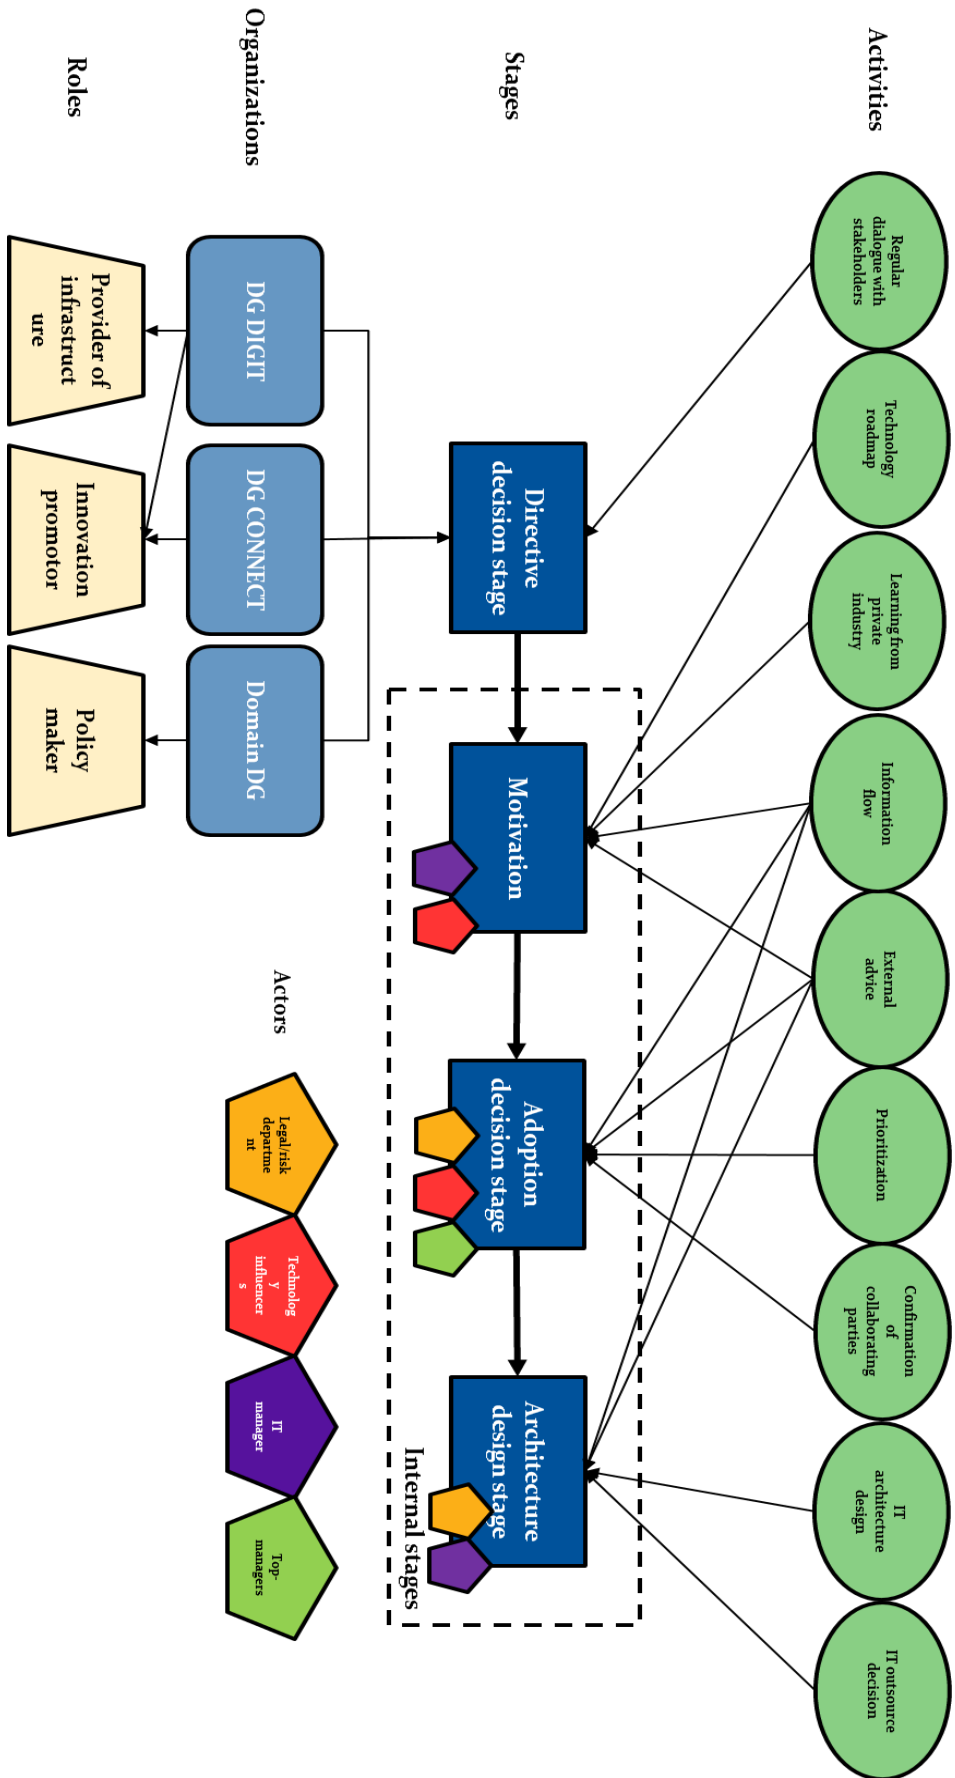 Activities
Regular
dialogue with
stakeholders
Technology
roadmap
Learning from
private
industry
Information
flow
External
advice
Prioritization
Confirmation
of
collaborating
parties
IT
architecture
design
IT outsource
decision
Stages
Directive
decision stage
Motivation
Adoption
decision stage
Architecture
design stage
Internal stages
Organizations
DG DIGIT
DG CONNECT
Domain DG
Actors
Legal/risk
departme
nt
Technolog
y
influencer
s
IT
manager
Top-
managers
Roles
Provider of
infrastruct
ure
Innovation
promotor
Policy
maker